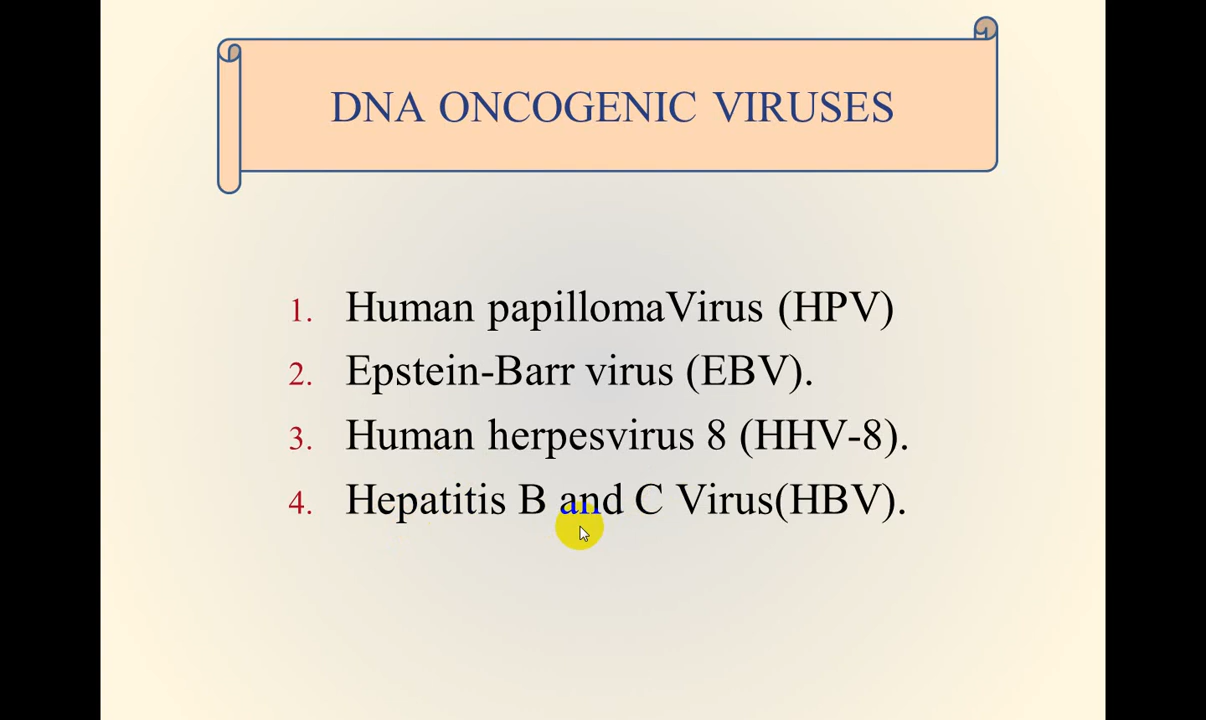 DNA ONCOGENIC VIRUSES
1. Human papillomaVirus (HPV)
2. Epstein-Barr virus (EBV).
3. Human herpesvirus 8 (HHV-8).
4. Hepatitis B and C Virus(HBV).